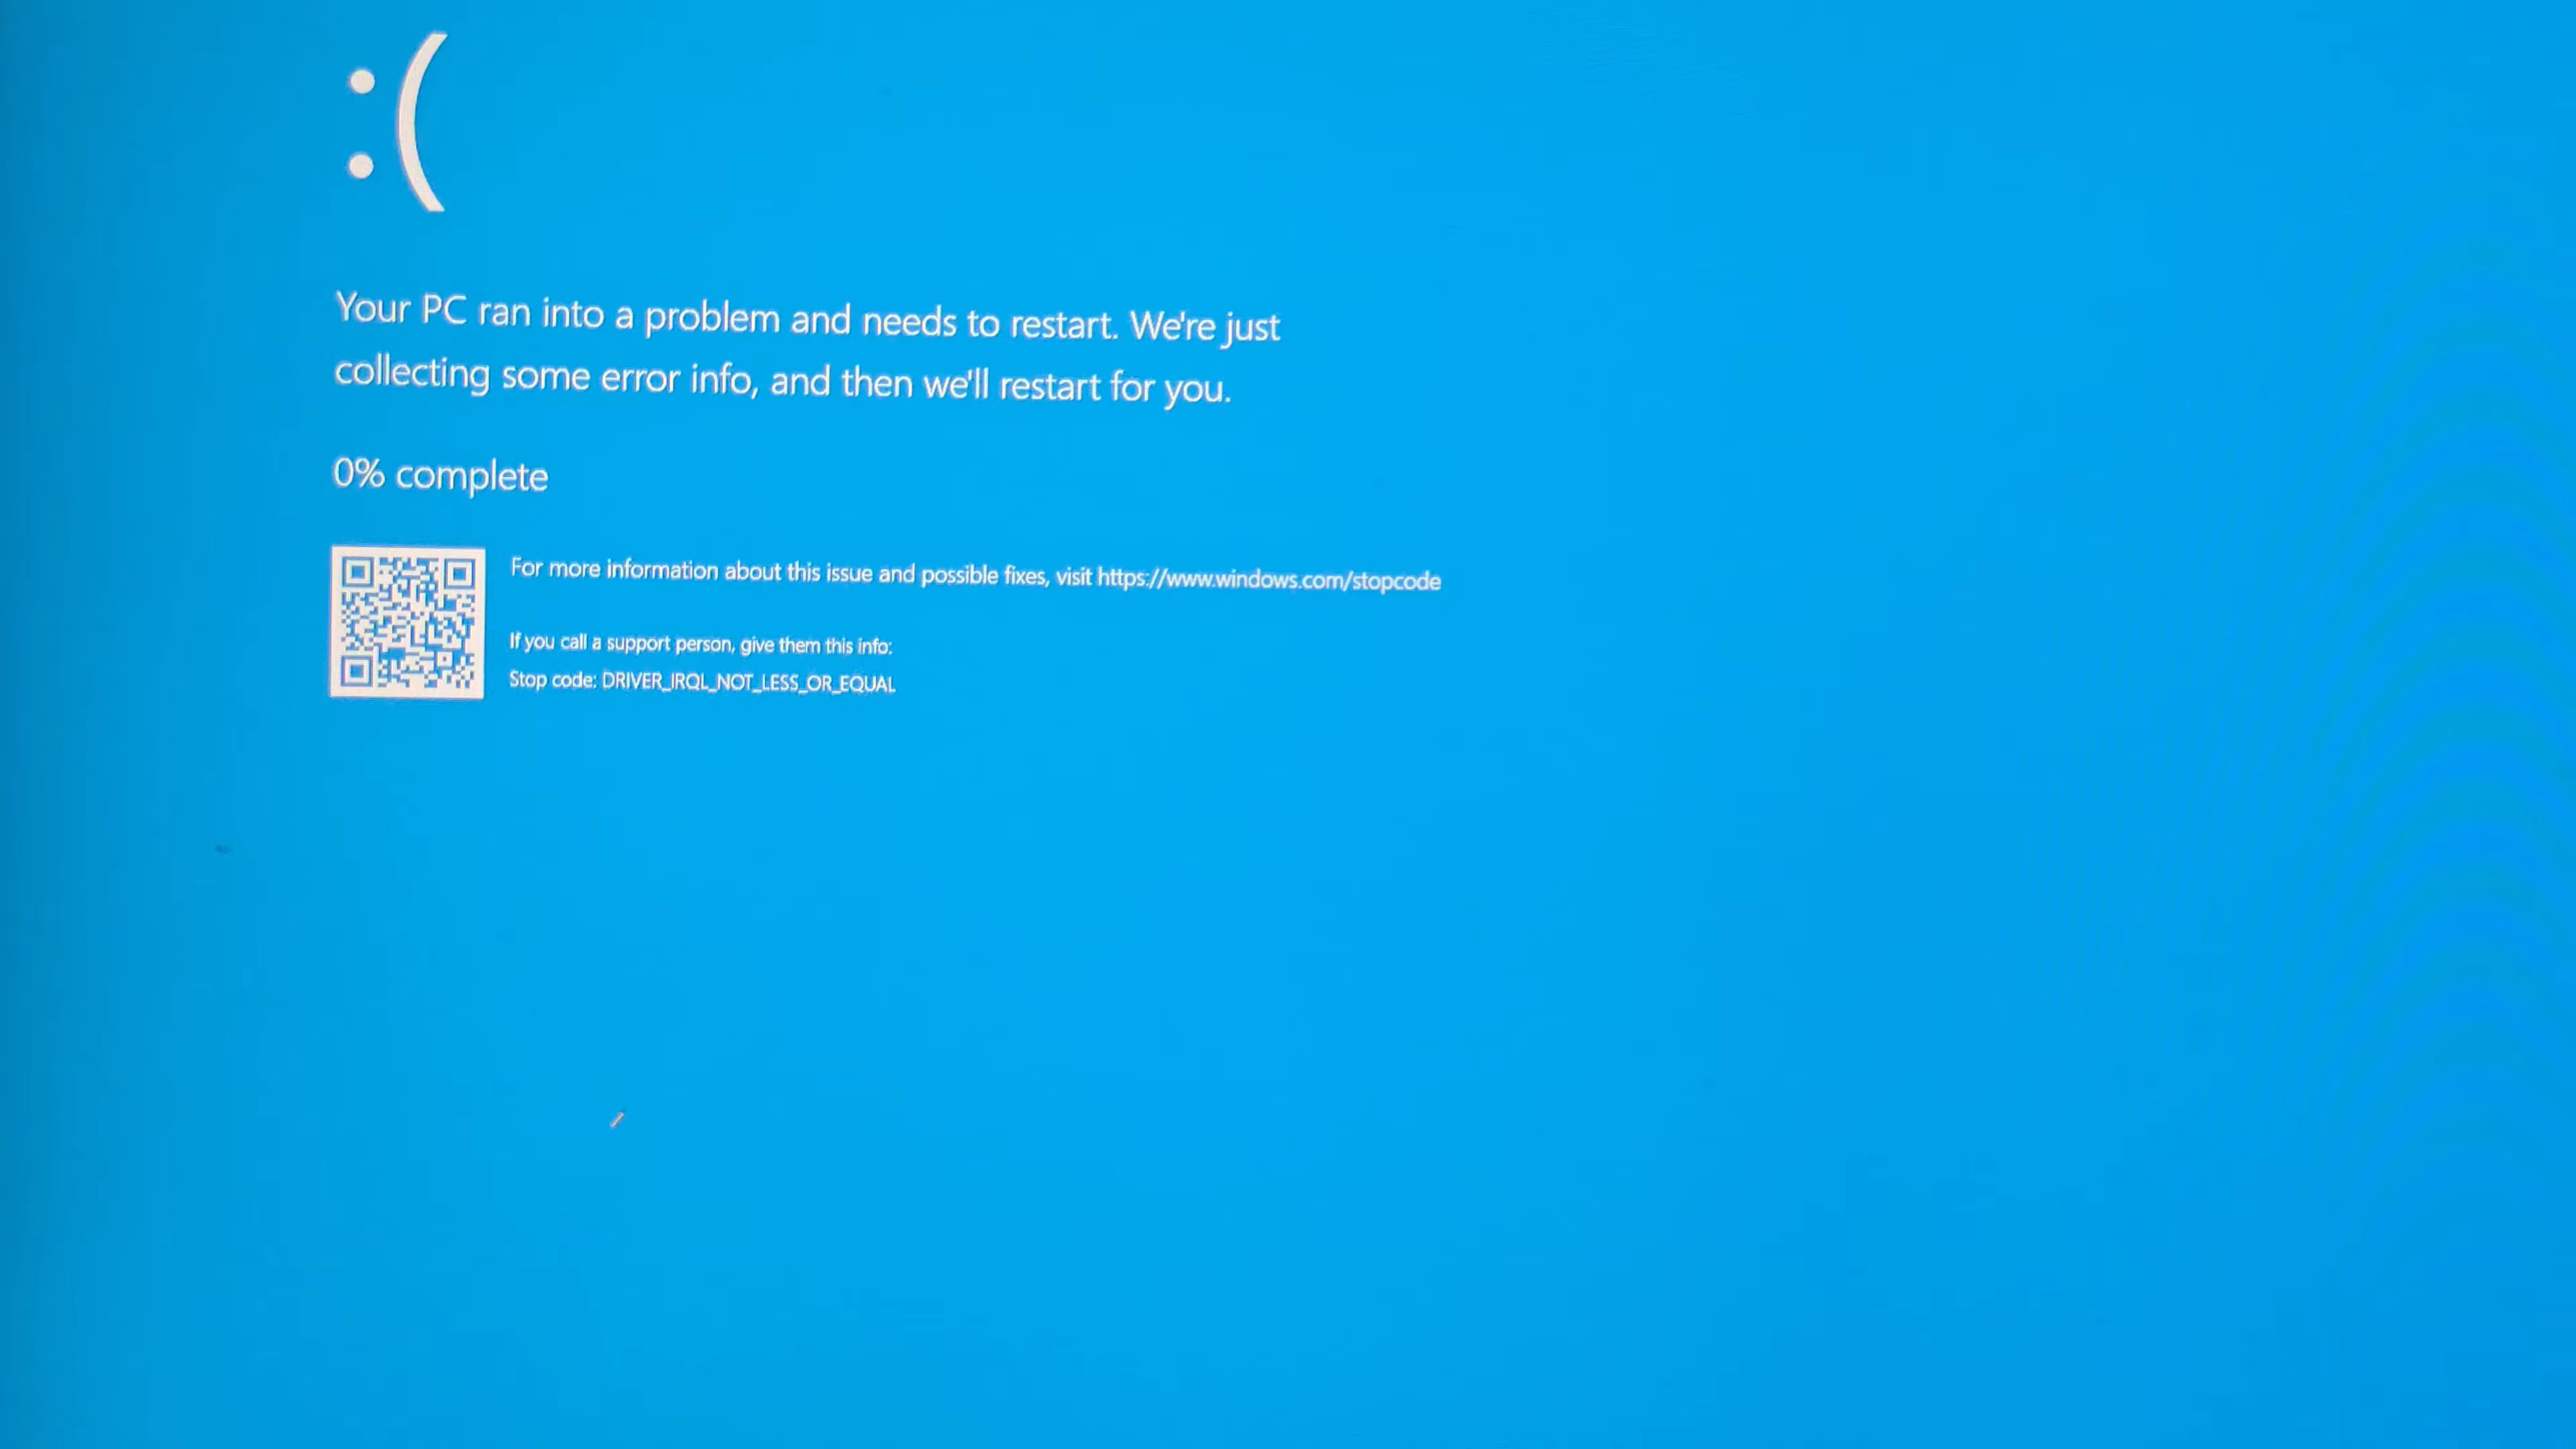 :(
Your PC ran into a problem and needs to restart. We're just
collecting some error info, and then we'll restart for you.
0% complete
For more information about this issue and possible fixes, visit https://www.windows.com/stopcode
If you call a support person, give them this info:
Stop code: DRIVER_IRQL_NOT_LESS_OR_EQUAL